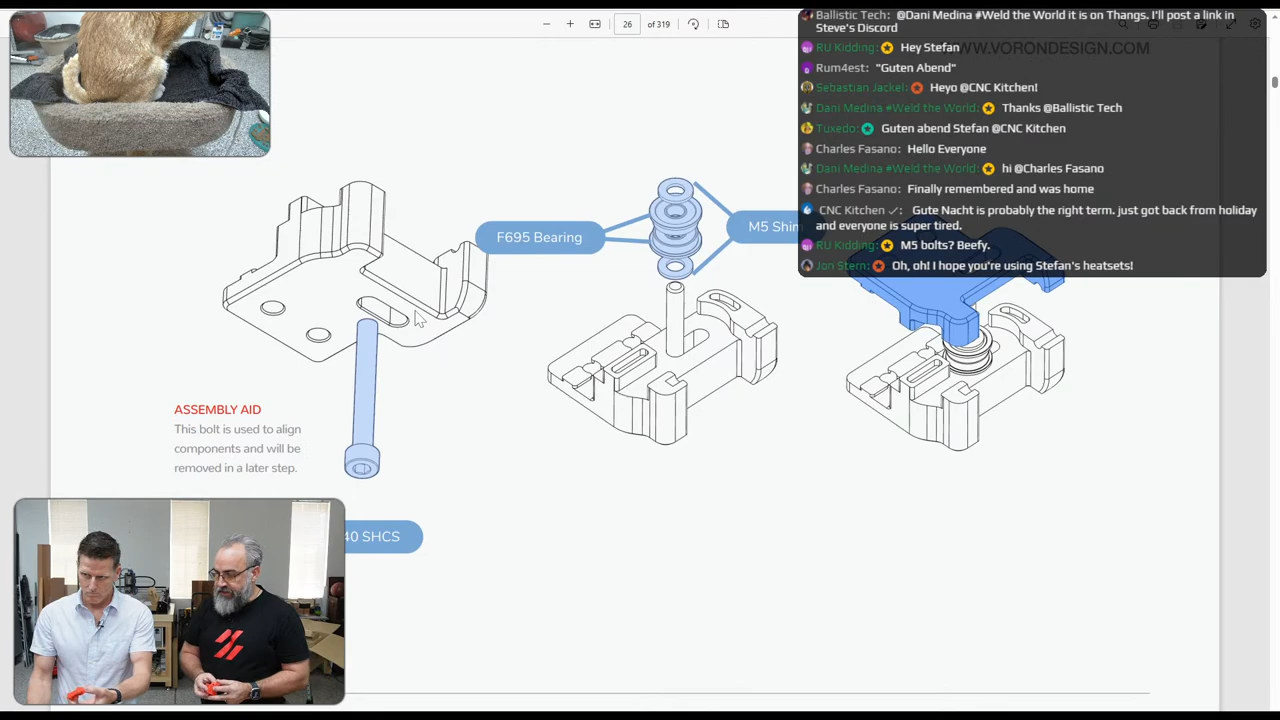 26 of 319
WWW.VORONDESIGN.COM
Ballistic Tech: @Dani Medina #Weld the World it is on Thangs. I'll post a link in
Steve's Discord
RU Kidding: Hey Stefan
Rum4est: "Guten Abend"
Sebastian Jackel: Heyo @CNC Kitchen!
Dani Medina #Weld the World: Thanks @Ballistic Tech
Tuxedo: Guten abend Stefan @CNC Kitchen
Charles Fasano: Hello Everyone
Dani Medina #Weld the World: hi @Charles Fasano
Charles Fasano: Finally remembered and was home
CNC Kitchen ✓: Gute Nacht is probably the right term. just got back from holiday
and everyone is super tired.
RU Kidding: M5 bolts? Beefy.
Jon Stern: Oh, oh! I hope you're using Stefan's heatsets!
F695 Bearing
M5 Shim
ASSEMBLY AID
This bolt is used to align
components and will be
removed in a later step.
40 SHCS